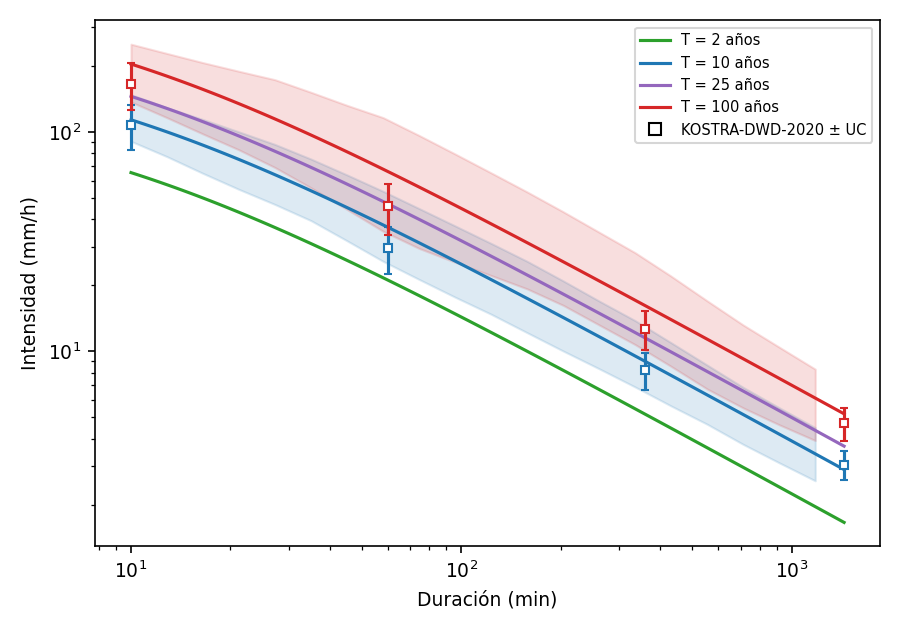 T = 2 años
T = 10 años
T = 25 años
T = 100 años
KOSTRA-DWD-2020 ± UC
Intensidad (mm/h)
10²
10¹
10¹
10²
10³
Duración (min)